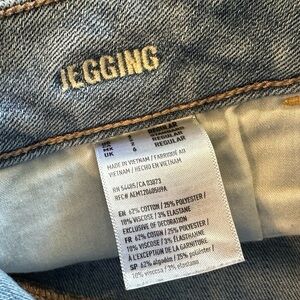 JEGGING
REGULAR
REGULAR
REGULAR
MADE IN VIETNAM / FABRIQUÉ AU
VIETNAM / HECHO EN VIETNAM
RN 54485/CA 03873
EN 62% COTTON / 25% POLYESTER /
10% VISCOSE / 3% ELASTANE
EXCLUSIVE OF DECORATION
FR 62% COTON / 25% POLYESTER /
10% VISCOSE / 3% ÉLASTHANNE
À L'EXCEPTION DE LA GARNITURE
SP 62% algodón / 25% poliéster /
10% viscosa / 3% elastano